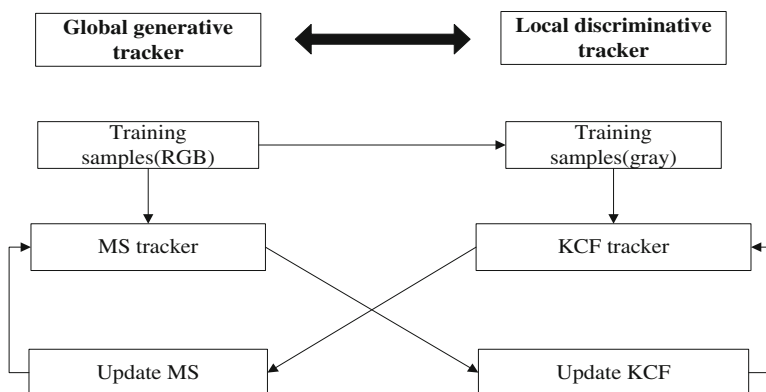 Global generative
tracker
Local discriminative
tracker
Training
samples(RGB)
Training
samples(gray)
MS tracker
KCF tracker
Update MS
Update KCF